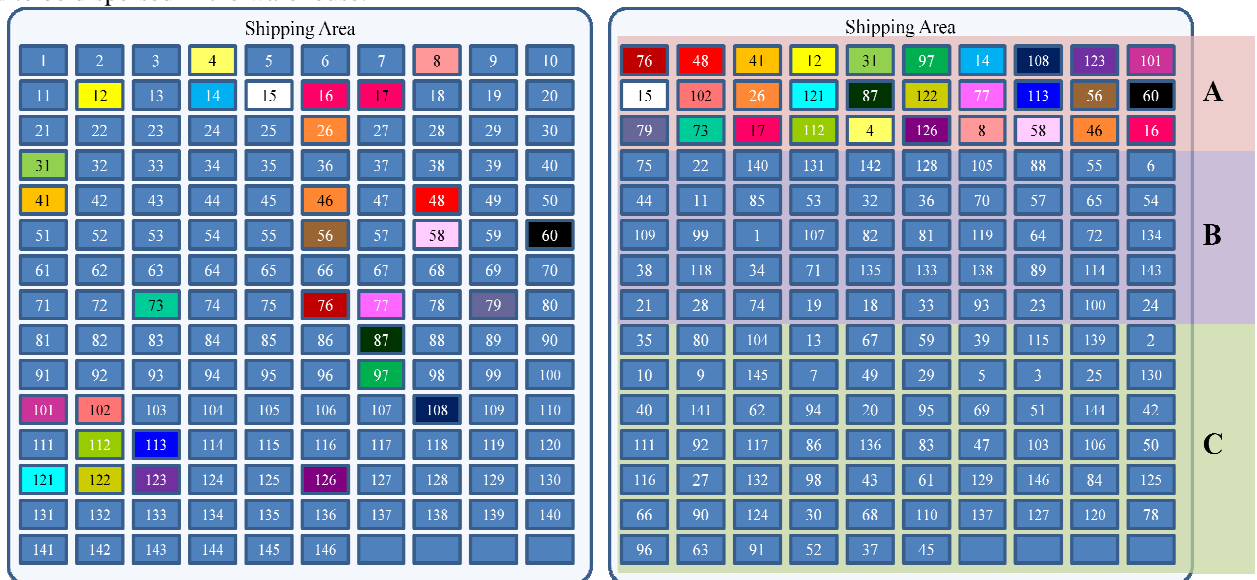 to be dispersed in the warehouse.
Shipping Area
1 2 3 4 5 6 7 8 9 10
11 12 13 14 15 16 17 18 19 20
21 22 23 24 25 26 27 28 29 30
31 32 33 34 35 36 37 38 39 40
41 42 43 44 45 46 47 48 49 50
51 52 53 54 55 56 57 58 59 60
61 62 63 64 65 66 67 68 69 70
71 72 73 74 75 76 77 78 79 80
81 82 83 84 85 86 87 88 89 90
91 92 93 94 95 96 97 98 99 100
101 102 103 104 105 106 107 108 109 110
111 112 113 114 115 116 117 118 119 120
121 122 123 124 125 126 127 128 129 130
131 132 133 134 135 136 137 138 139 140
141 142 143 144 145 146
Shipping Area
76 48 41 12 31 97 14 108 123 101
15 102 26 121 87 122 77 113 56 60
A
79 73 17 112 4 126 8 58 46 16
75 22 140 131 142 128 105 88 55 6
44 11 85 53 32 36 70 57 65 54
109 99 1 107 82 81 119 64 72 134
B
38 118 34 71 135 133 138 89 114 143
21 28 74 19 18 33 93 23 100 24
35 80 104 13 67 59 39 115 139 2
10 9 145 7 49 29 5 3 25 130
40 141 62 94 20 95 69 51 144 42
111 92 117 86 136 83 47 103 106 50
C
116 27 132 98 43 61 129 146 84 125
66 90 124 30 68 110 137 127 120 78
96 63 91 52 37 45